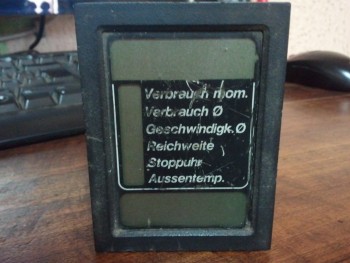 Verbrauch mom.
Verbrauch Ø
Geschwindigk.Ø
Reichweite
Stoppuhr
Aussentemp.